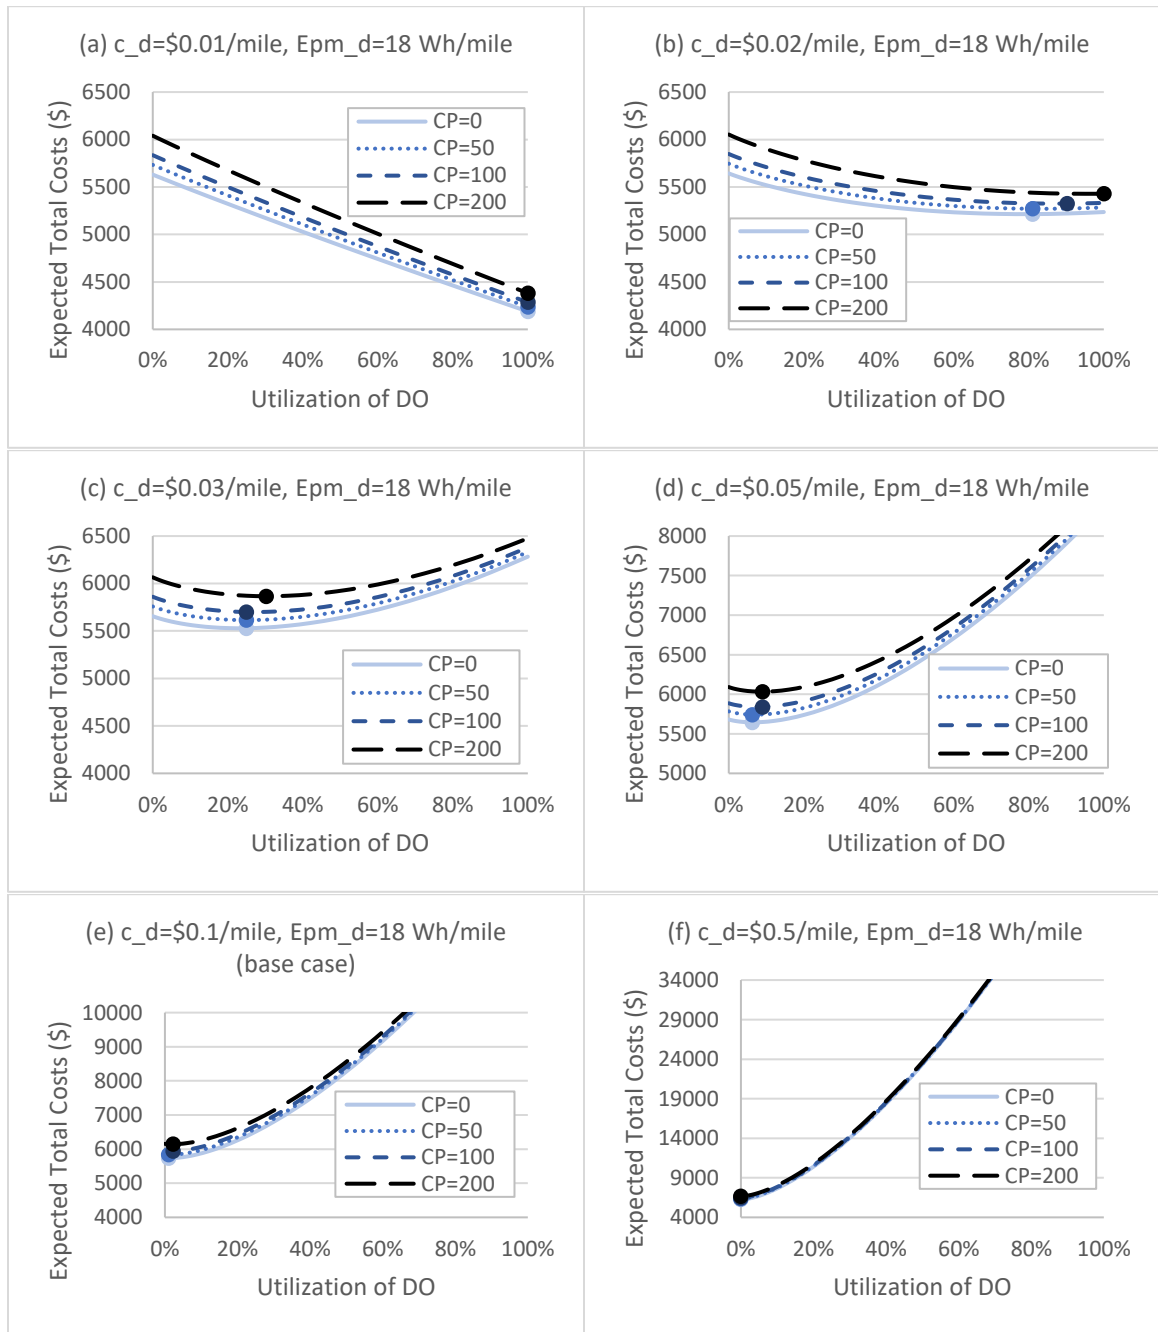 (a) c_d=$0.01/mile, Epm_d=18 Wh/mile
Expected Total Costs ($)
6500
6000
5500
5000
4500
4000
CP=0
CP=50
CP=100
CP=200
0% 20% 40% 60% 80% 100%
Utilization of DO
(b) c_d=$0.02/mile, Epm_d=18 Wh/mile
Expected Total Costs ($)
6500
6000
5500
5000
4500
4000
CP=0
CP=50
CP=100
CP=200
0% 20% 40% 60% 80% 100%
Utilization of DO
(c) c_d=$0.03/mile, Epm_d=18 Wh/mile
Expected Total Costs ($)
6500
6000
5500
5000
4500
4000
CP=0
CP=50
CP=100
CP=200
0% 20% 40% 60% 80% 100%
Utilization of DO
(d) c_d=$0.05/mile, Epm_d=18 Wh/mile
Expected Total Costs ($)
8000
7500
7000
6500
6000
5500
5000
CP=0
CP=50
CP=100
CP=200
0% 20% 40% 60% 80% 100%
Utilization of DO
(e) c_d=$0.1/mile, Epm_d=18 Wh/mile
(base case)
Expected Total Costs ($)
10000
9000
8000
7000
6000
5000
4000
CP=0
CP=50
CP=100
CP=200
0% 20% 40% 60% 80% 100%
Utilization of DO
(f) c_d=$0.5/mile, Epm_d=18 Wh/mile
Expected Total Costs ($)
34000
29000
24000
19000
14000
9000
4000
CP=0
CP=50
CP=100
CP=200
0% 20% 40% 60% 80% 100%
Utilization of DO